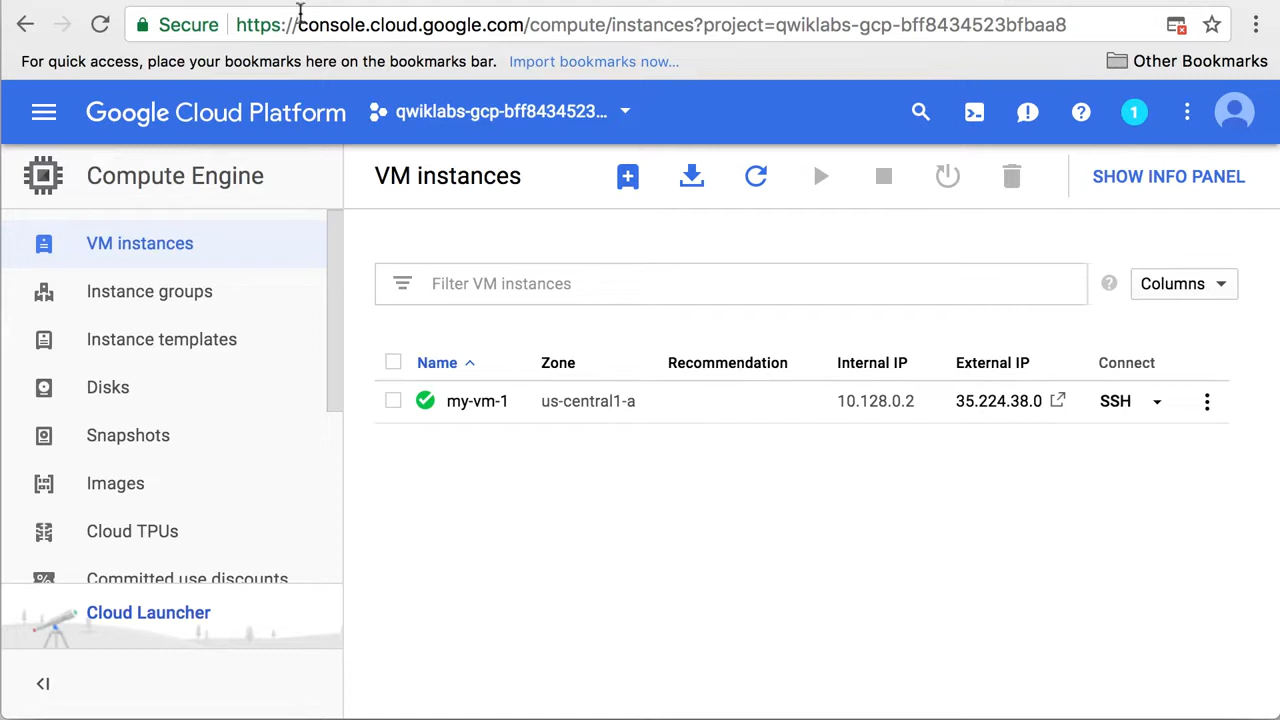 Secure https://console.cloud.google.com/compute/instances?project=qwiklabs-gcp-bff8434523bfbaa8
For quick access, place your bookmarks here on the bookmarks bar. Import bookmarks now... Other Bookmarks
Google Cloud Platform qwiklabs-gcp-bff8434523... 1
Compute Engine
VM instances
SHOW INFO PANEL
VM instances
Instance groups
Instance templates
Disks
Snapshots
Images
Cloud TPUs
Committed use discounts
Cloud Launcher
Filter VM instances
Columns
Name Zone Recommendation Internal IP External IP Connect
my-vm-1 us-central1-a 10.128.0.2 35.224.38.0 SSH